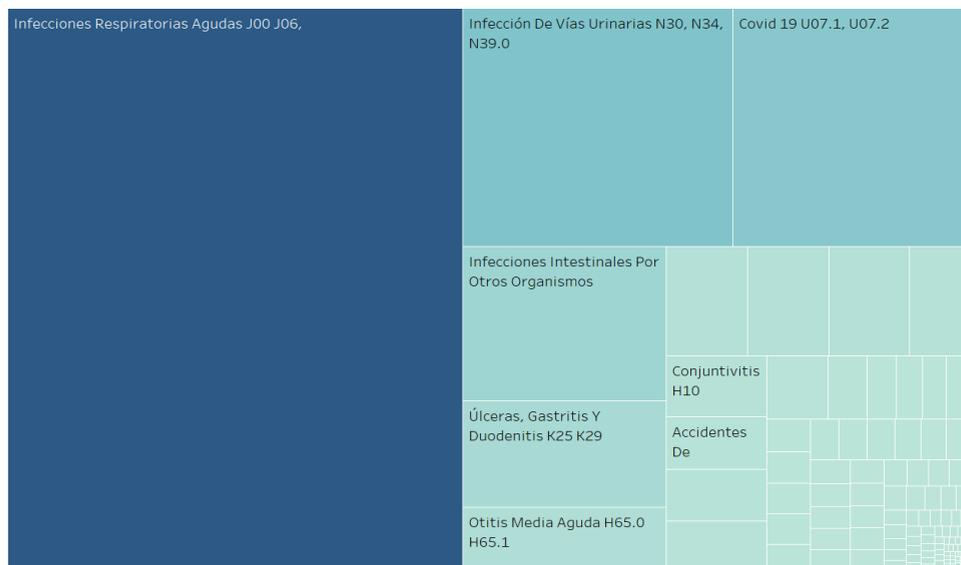 Infecciones Respiratorias Agudas J00 J06,
Infección De Vías Urinarias N30, N34,
N39.0
Covid 19 U07.1, U07.2
Infecciones Intestinales Por
Otros Organismos
Úlceras, Gastritis Y
Duodenitis K25 K29
Otitis Media Aguda H65.0
H65.1
Conjuntivitis
H10
Accidentes
De